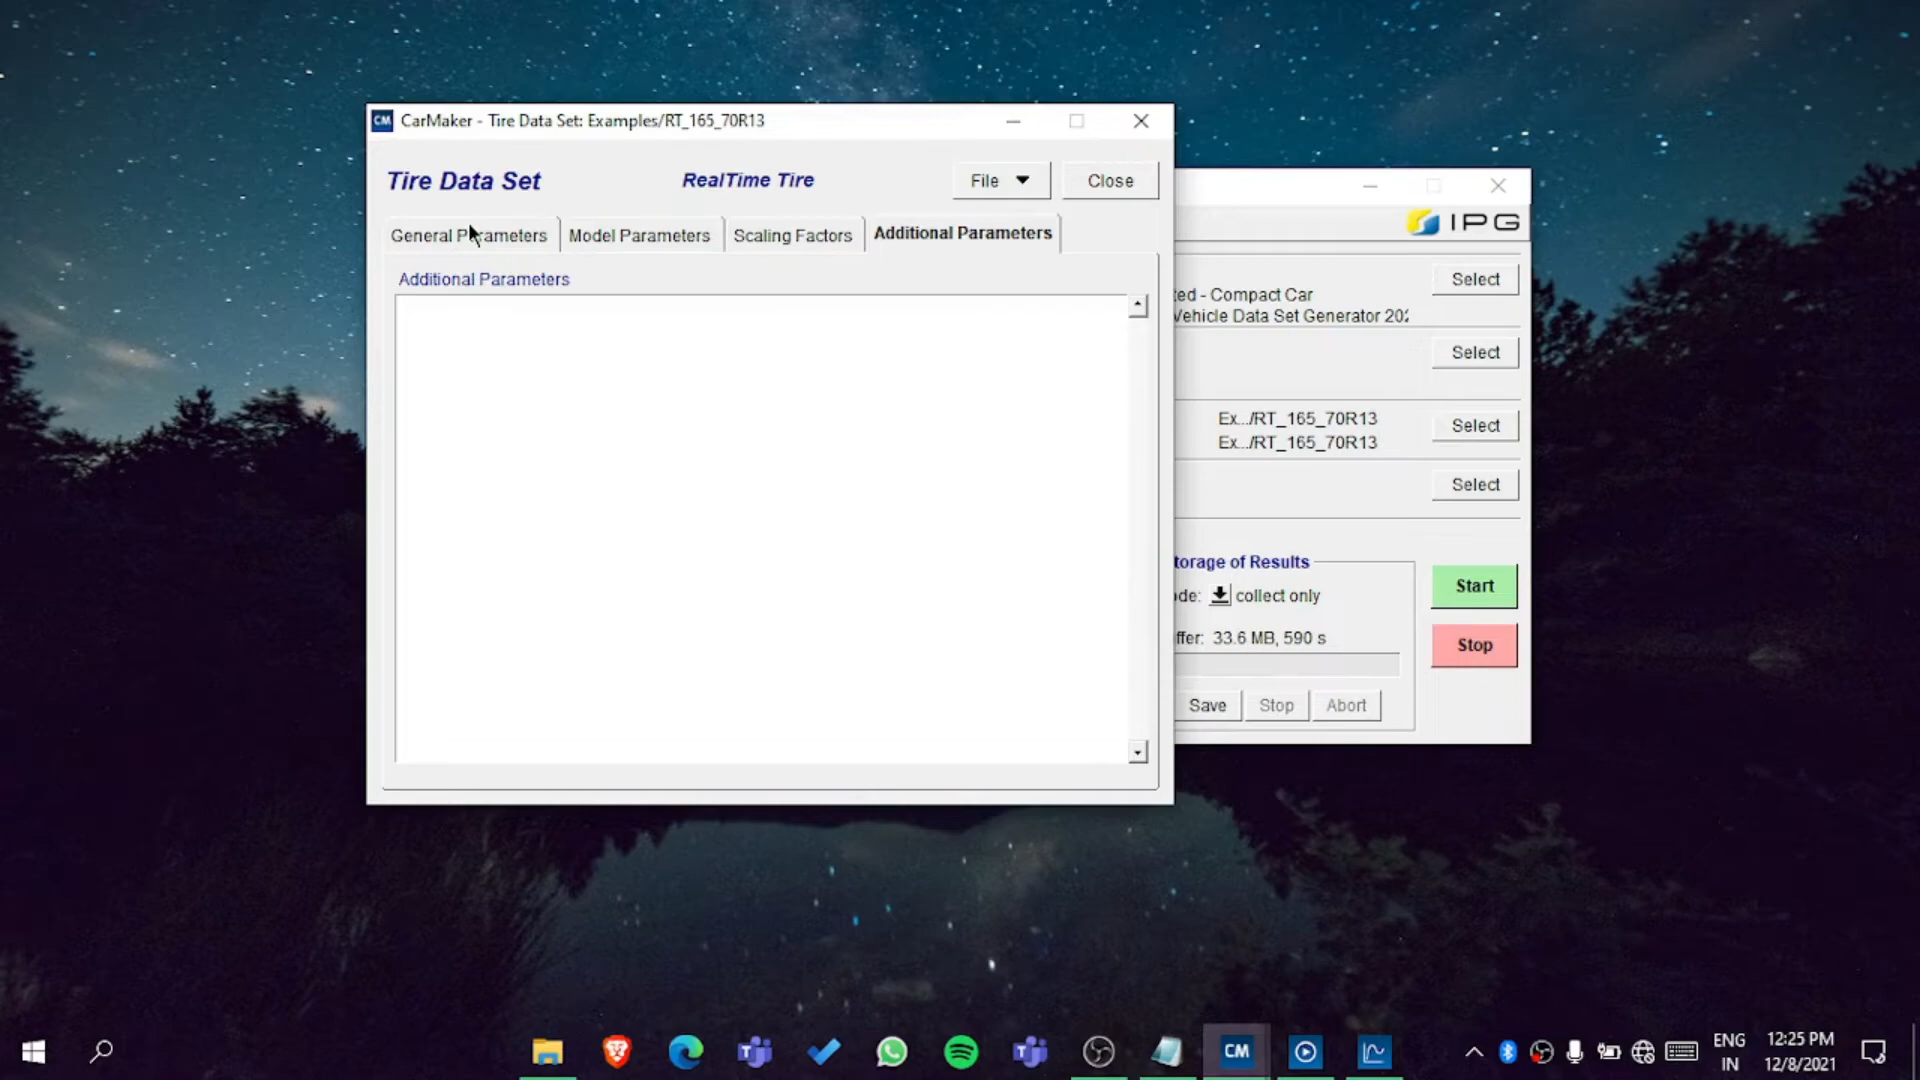 CM CarMaker - Tire Data Set: Examples/RT_165_70R13
Tire Data Set RealTime Tire File Close
General Parameters Model Parameters Scaling Factors Additional Parameters
Additional Parameters
IPG
ted - Compact Car Select
Vehicle Data Set Generator 202
Select
Ex.../RT_165_70R13 Select
Ex.../RT_165_70R13
Select
torage of Results
Start
de: collect only
ffer: 33.6 MB, 590 s
Stop
Save Stop Abort
CM
ENG 12:25 PM
IN 12/8/2021